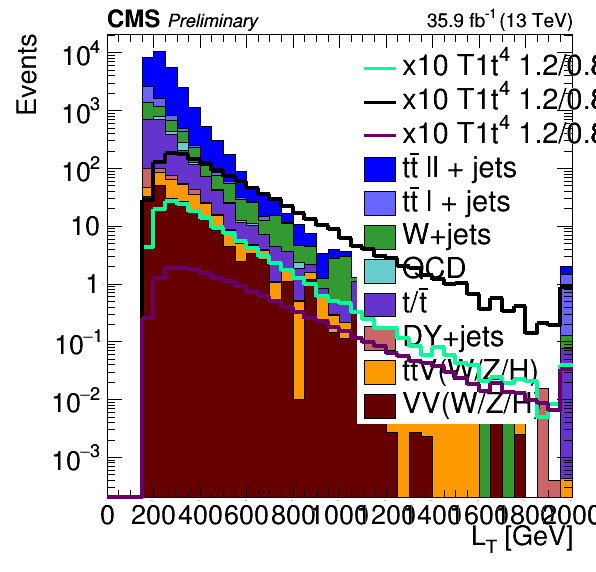 CMS Preliminary 35.9 fb⁻¹ (13 TeV)
Events
10⁴
10³
10²
10
1
10⁻¹
10⁻²
10⁻³
x10 T1t⁴ 1.2/0.8
x10 T1t⁴ 1.2/0.8
x10 T1t⁴ 1.2/0.8
tt̄ ll + jets
tt̄ l + jets
W+jets
QCD
t/t̄
DY+jets
tt̄V(W/Z/H)
VV(W/Z/H)
0 200 400 600 800 1000 1200 1400 1600 1800 2000
L_T [GeV]